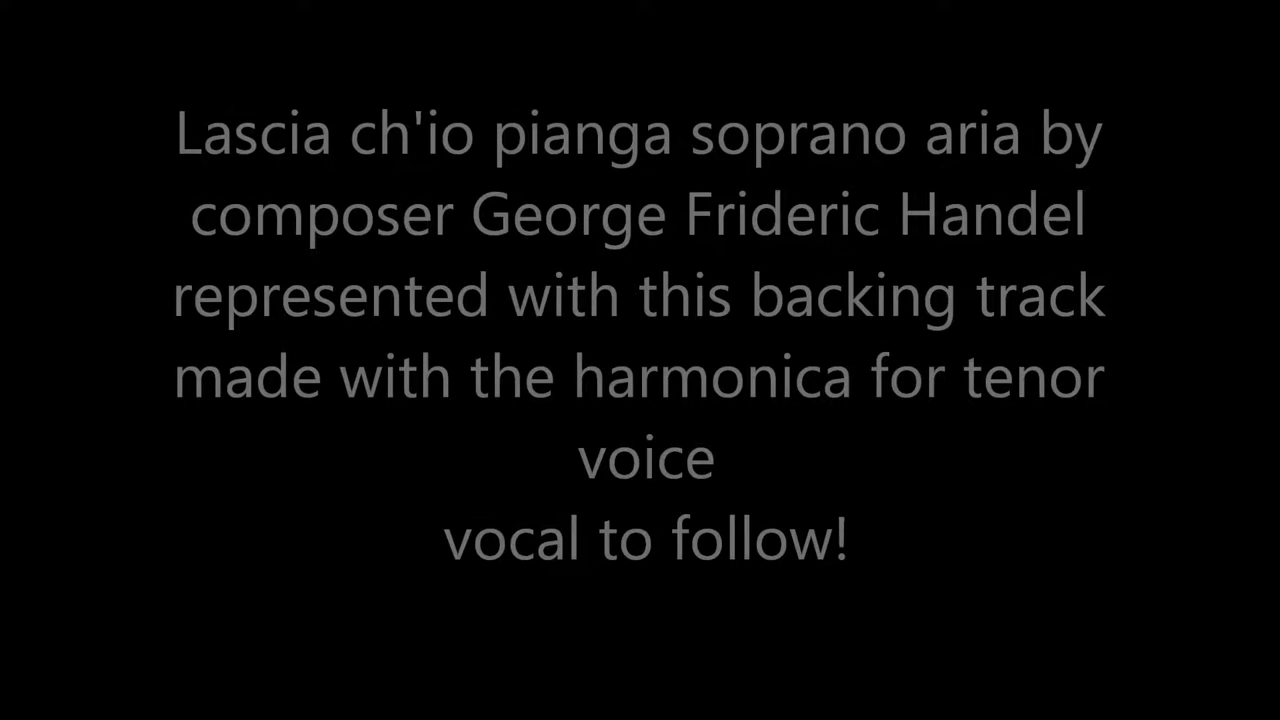 Lascia ch'io pianga soprano aria by
composer George Frideric Handel
represented with this backing track
made with the harmonica for tenor
voice
vocal to follow!